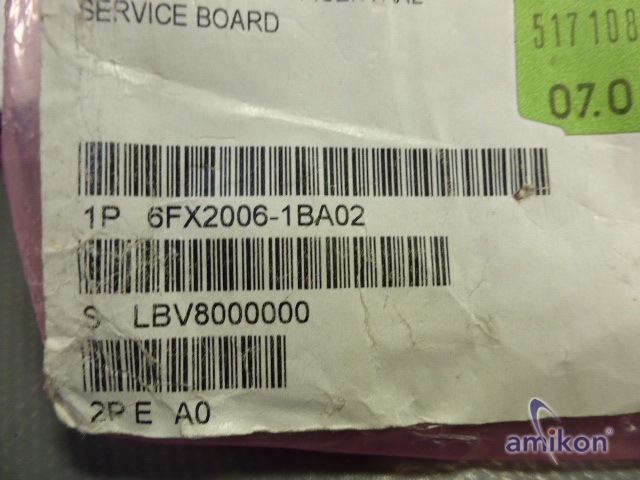 SERVICE BOARD
517108
07.0
1P 6FX2006-1BA02
S LBV8000000
2P E A0
amikon